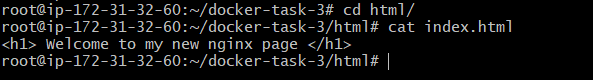 root@ip-172-31-32-60:~/docker-task-3# cd html/
root@ip-172-31-32-60:~/docker-task-3/html# cat index.html
<h1> Welcome to my new nginx page </h1>
root@ip-172-31-32-60:~/docker-task-3/html#